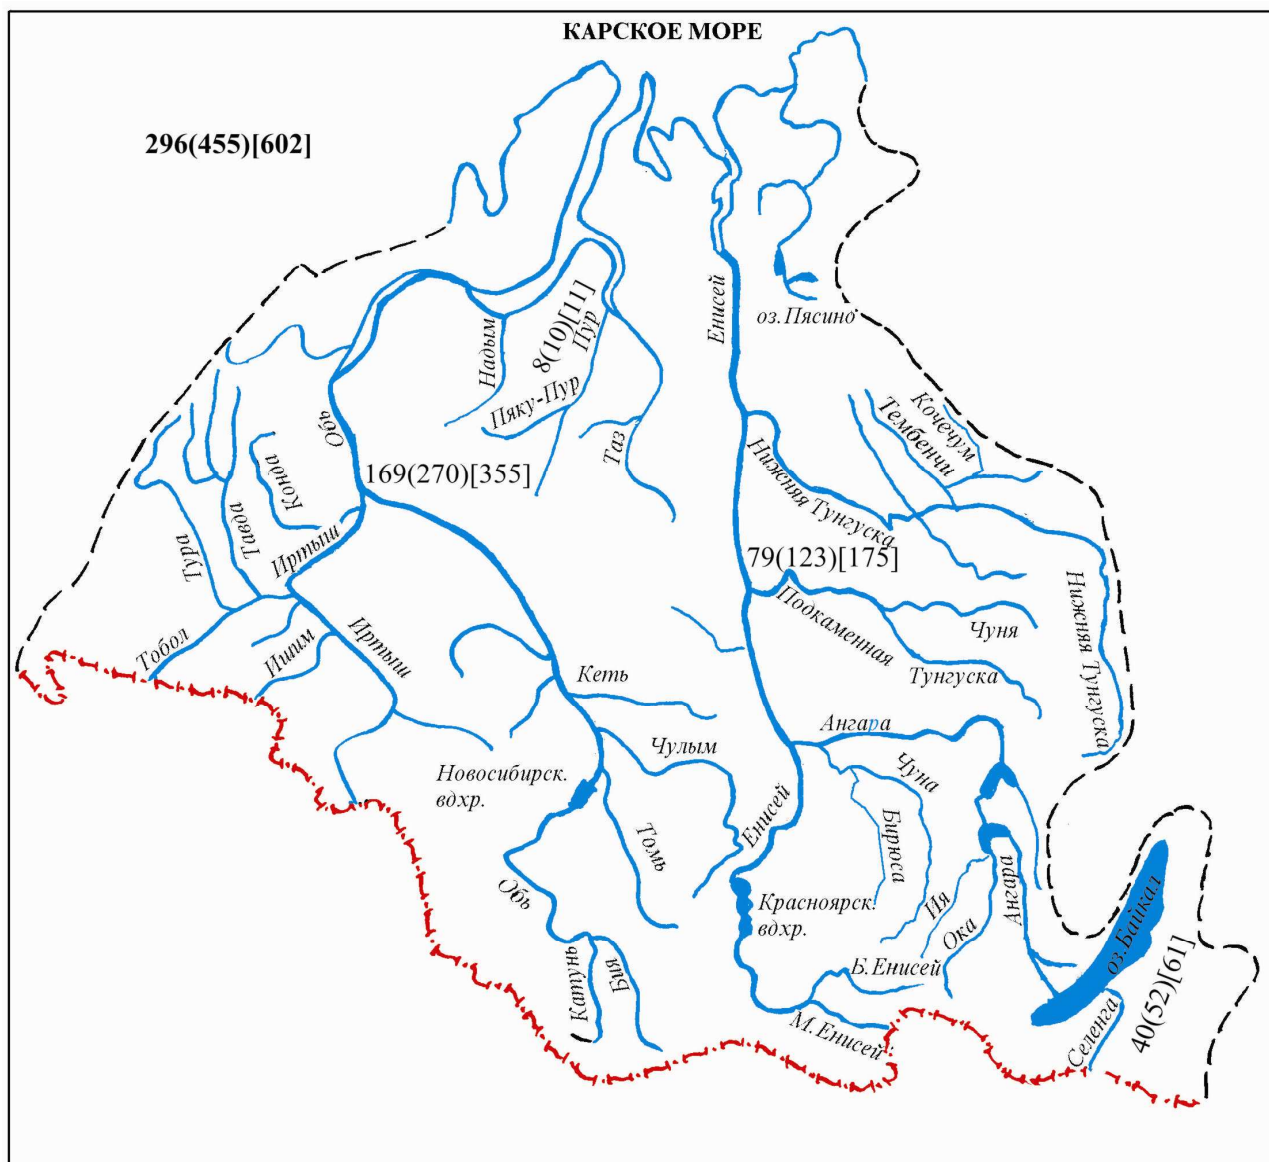 КАРСКОЕ МОРЕ
296(455)[602]
Енисей
оз.Пясино
Надым
8(10)[11]
Пур
Пяку-Пур
Таз
Обь
Кочечум
Тембенчи
Нижняя Тунгуска
Конда
169(270)[355]
Тавда
Тура
Иртыш
79(123)[175]
Подкаменная
Тунгуска
Чуня
Нижняя Тунгуска
Тобол
Ишим
Иртыш
Кеть
Ангара
Чулым
Новосибирск.
вдхр.
Чуна
Енисей
Бирюса
Томь
Обь
Красноярск.
вдхр.
Ия
Ока
Ангара
оз.Байкал
Катунь
Бия
Б.Енисей
М.Енисей
Селенга
40(52)[61]